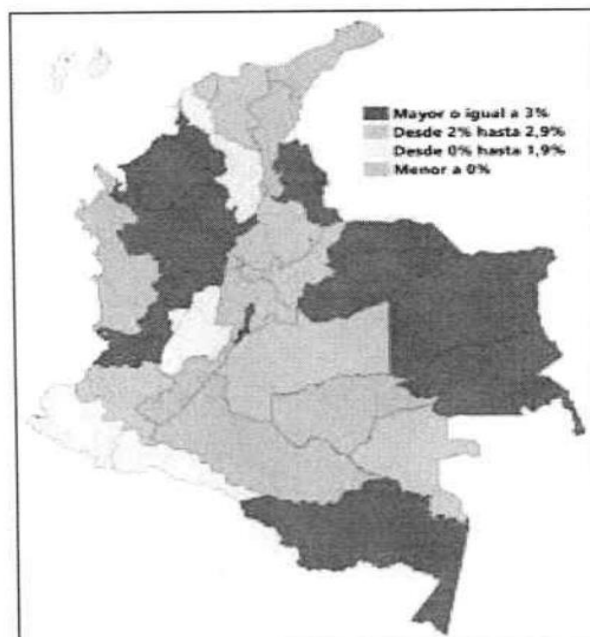 Mayor o igual a 3%
Desde 2% hasta 2,9%
Desde 0% hasta 1,9%
Menor a 0%